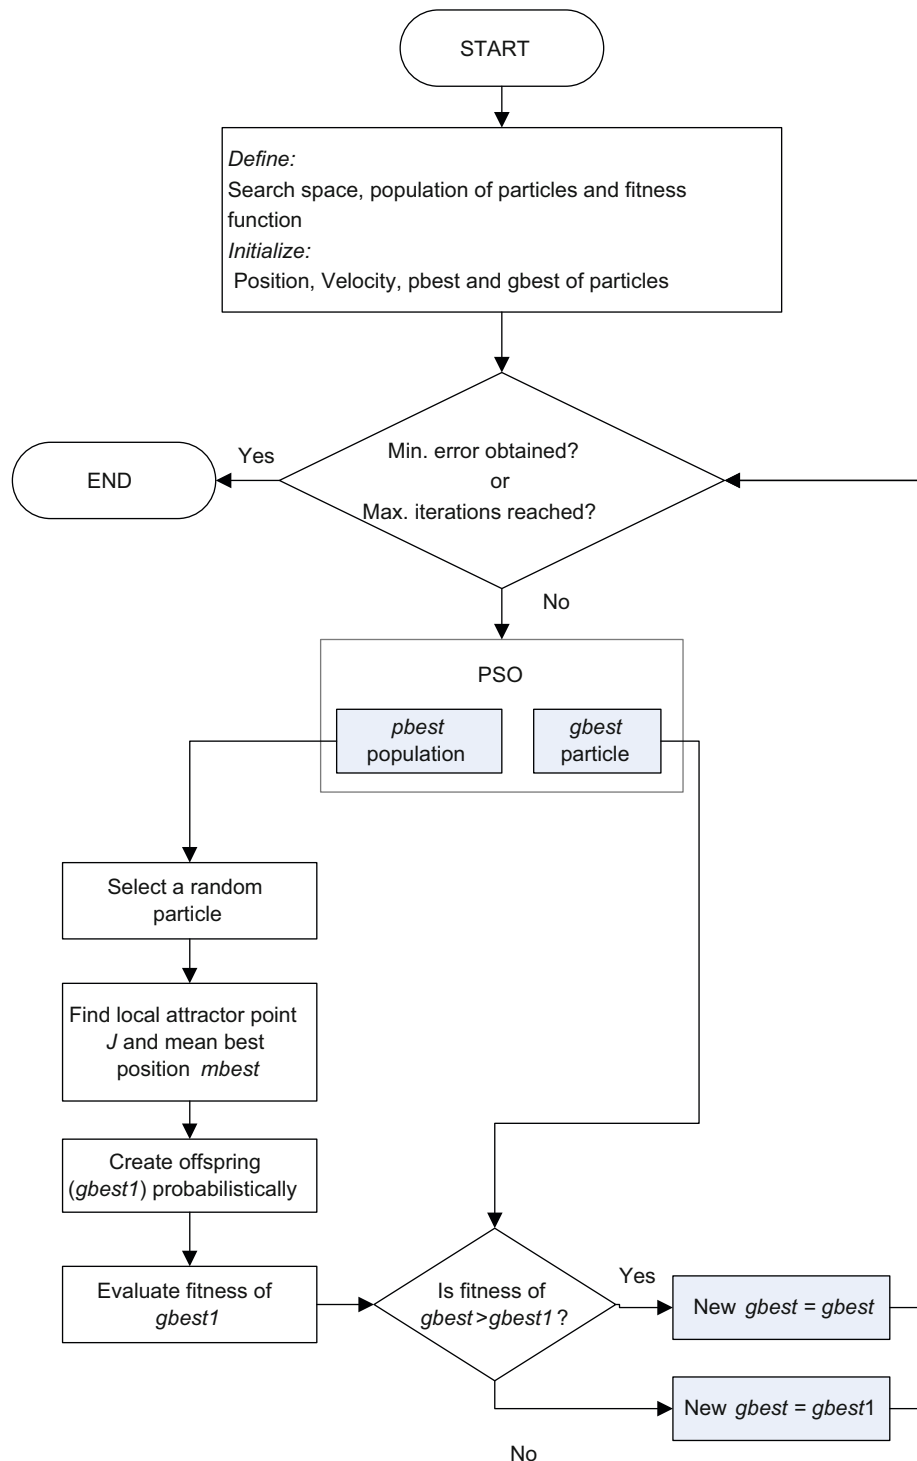 START
Define:
Search space, population of particles and fitness
function
Initialize:
Position, Velocity, pbest and gbest of particles
Min. error obtained?
or
Max. iterations reached?
Yes
END
No
PSO
pbest
population
gbest
particle
Select a random
particle
Find local attractor point
J and mean best
position mbest
Create offspring
(gbest1) probabilistically
Evaluate fitness of
gbest1
Is fitness of
gbest>gbest1?
Yes
New gbest = gbest
New gbest = gbest1
No